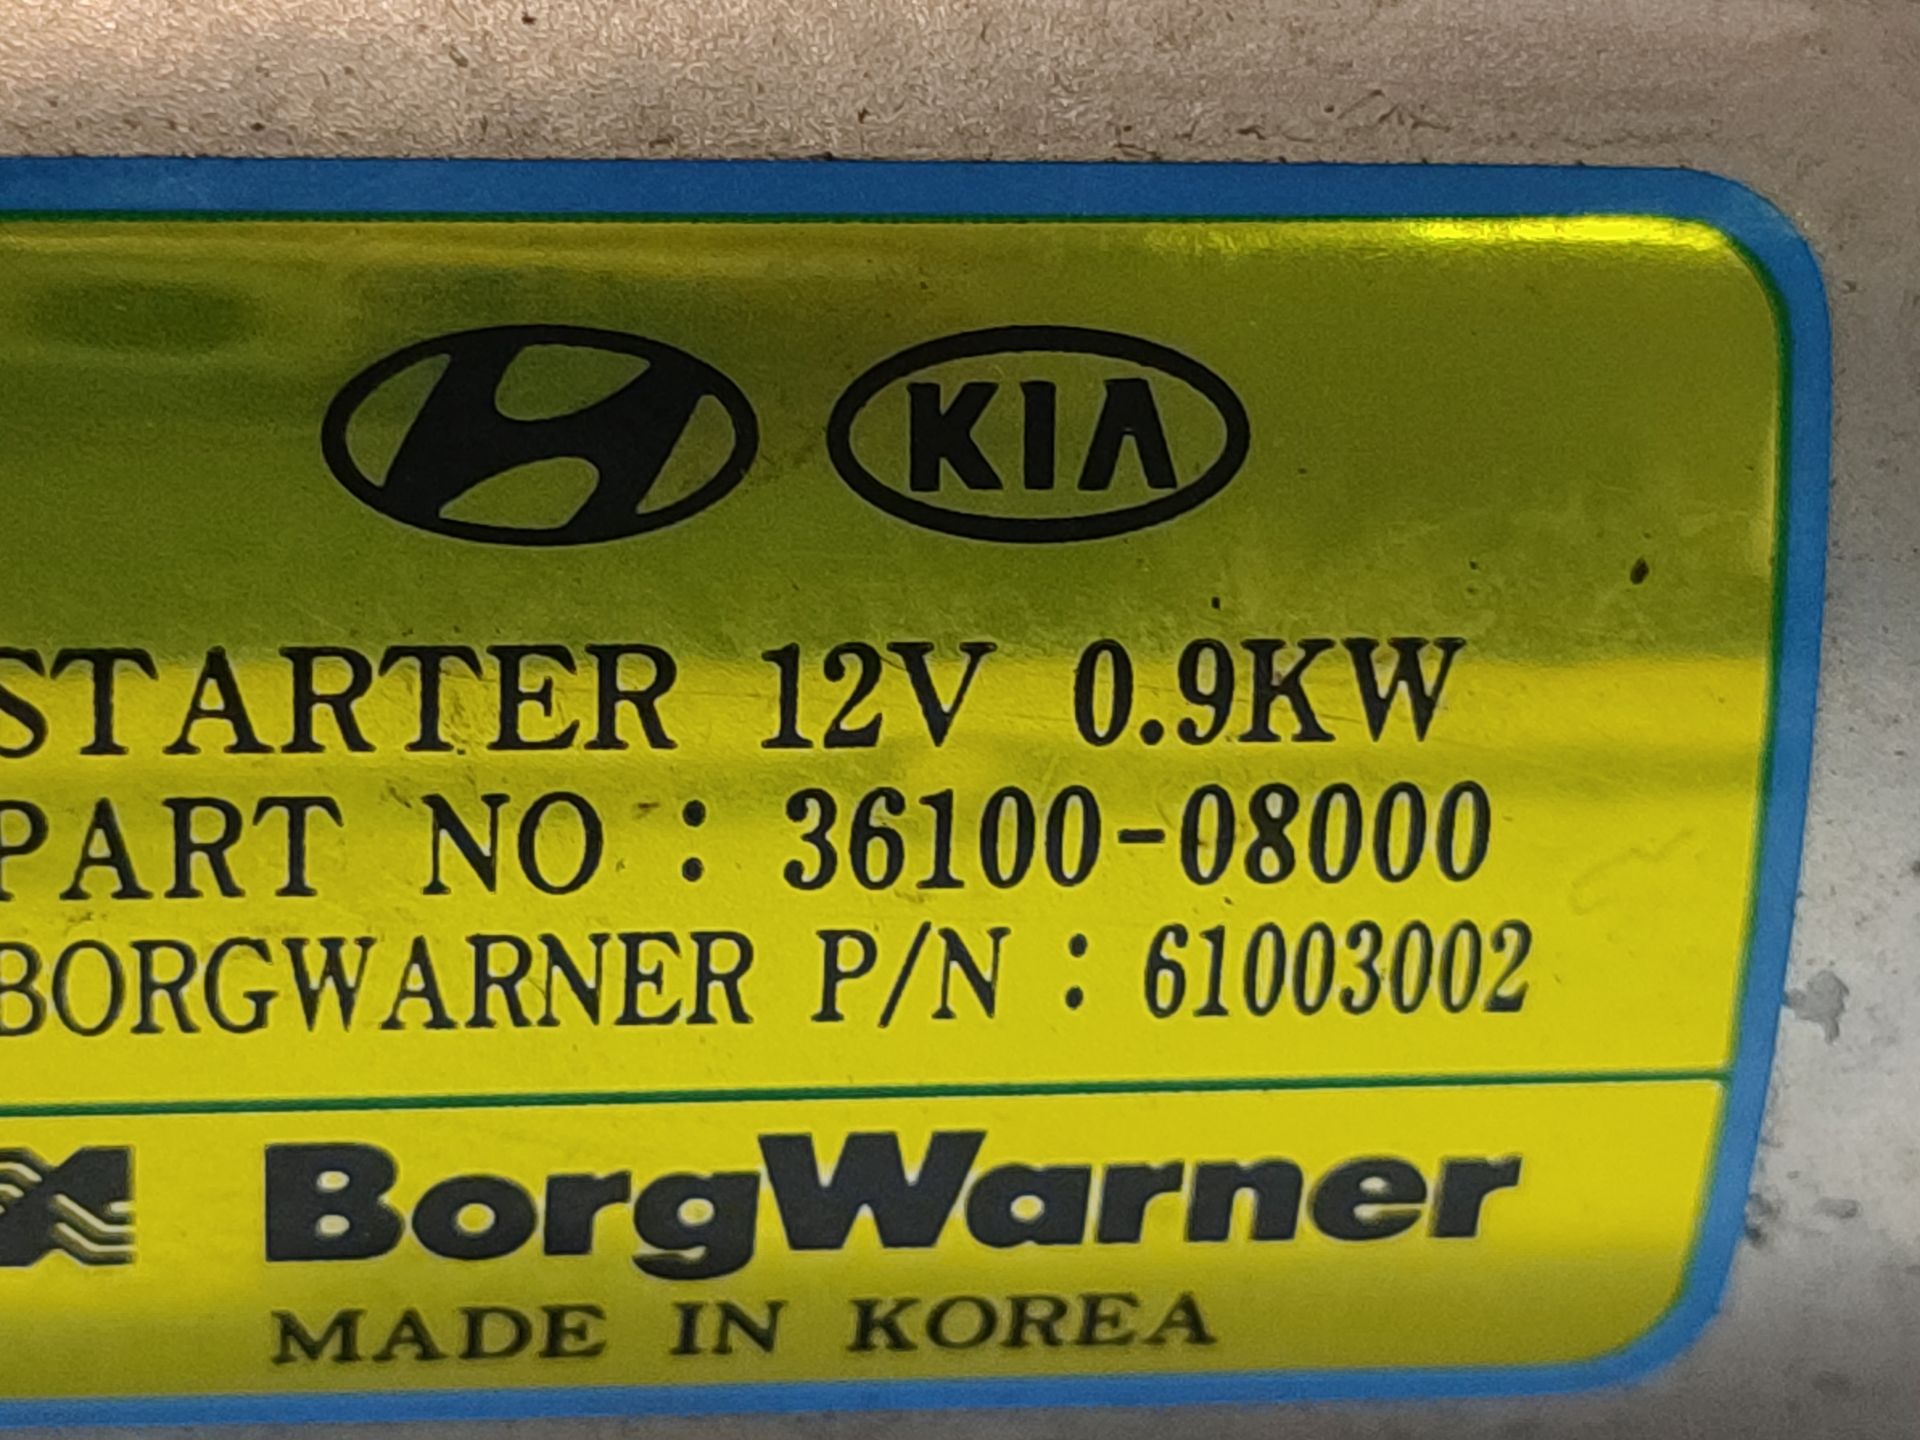 KIA
STARTER 12V 0.9KW
PART NO : 36100-08000
BORGWARNER P/N : 61003002
BorgWarner
MADE IN KOREA